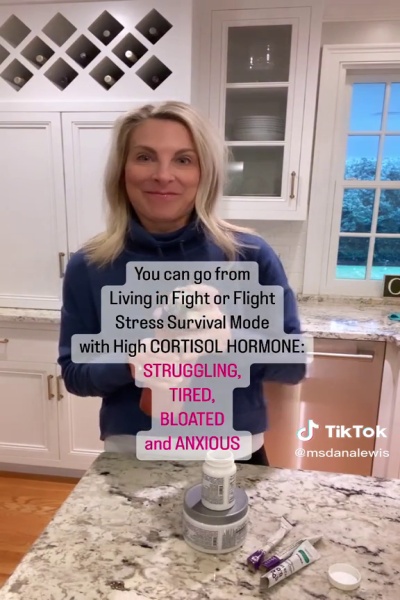 You can go from
Living in Fight or Flight
Stress Survival Mode
with High CORTISOL HORMONE:
STRUGGLING,
TIRED,
BLOATED
and ANXIOUS
TikTok
@msdanalewis